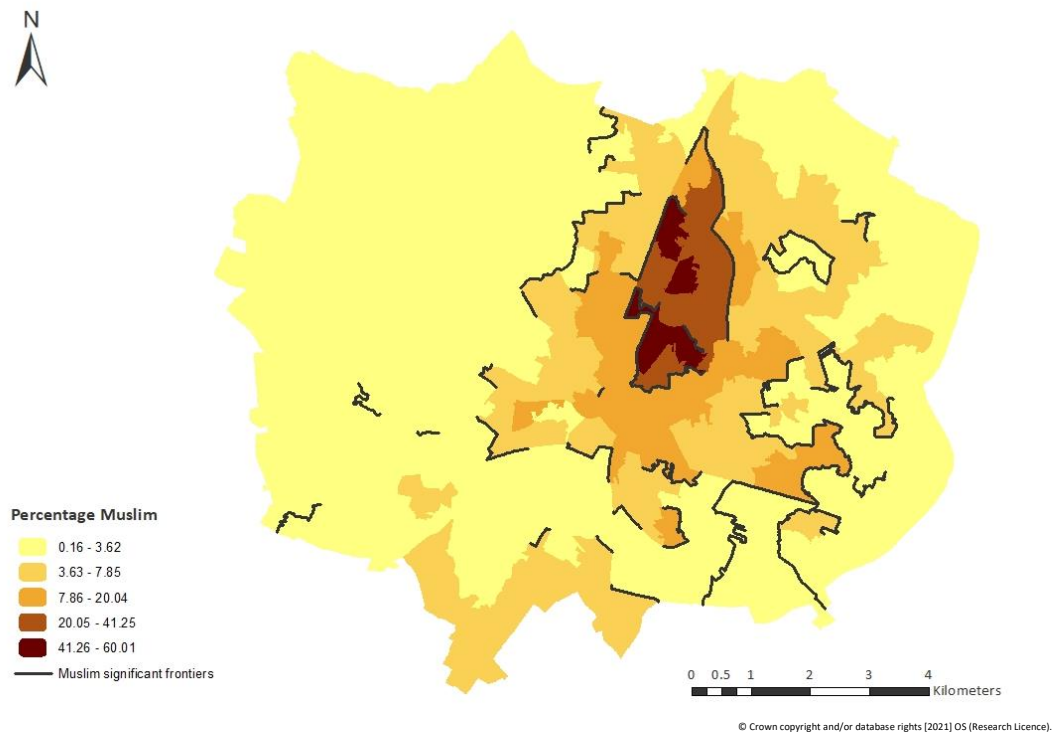 N
Percentage Muslim
0.16 - 3.62
3.63 - 7.85
7.86 - 20.04
20.05 - 41.25
41.26 - 60.01
Muslim significant frontiers
0 0.5 1 2 3 4
Kilometers
© Crown copyright and/or database rights [2021] OS (Research Licence).